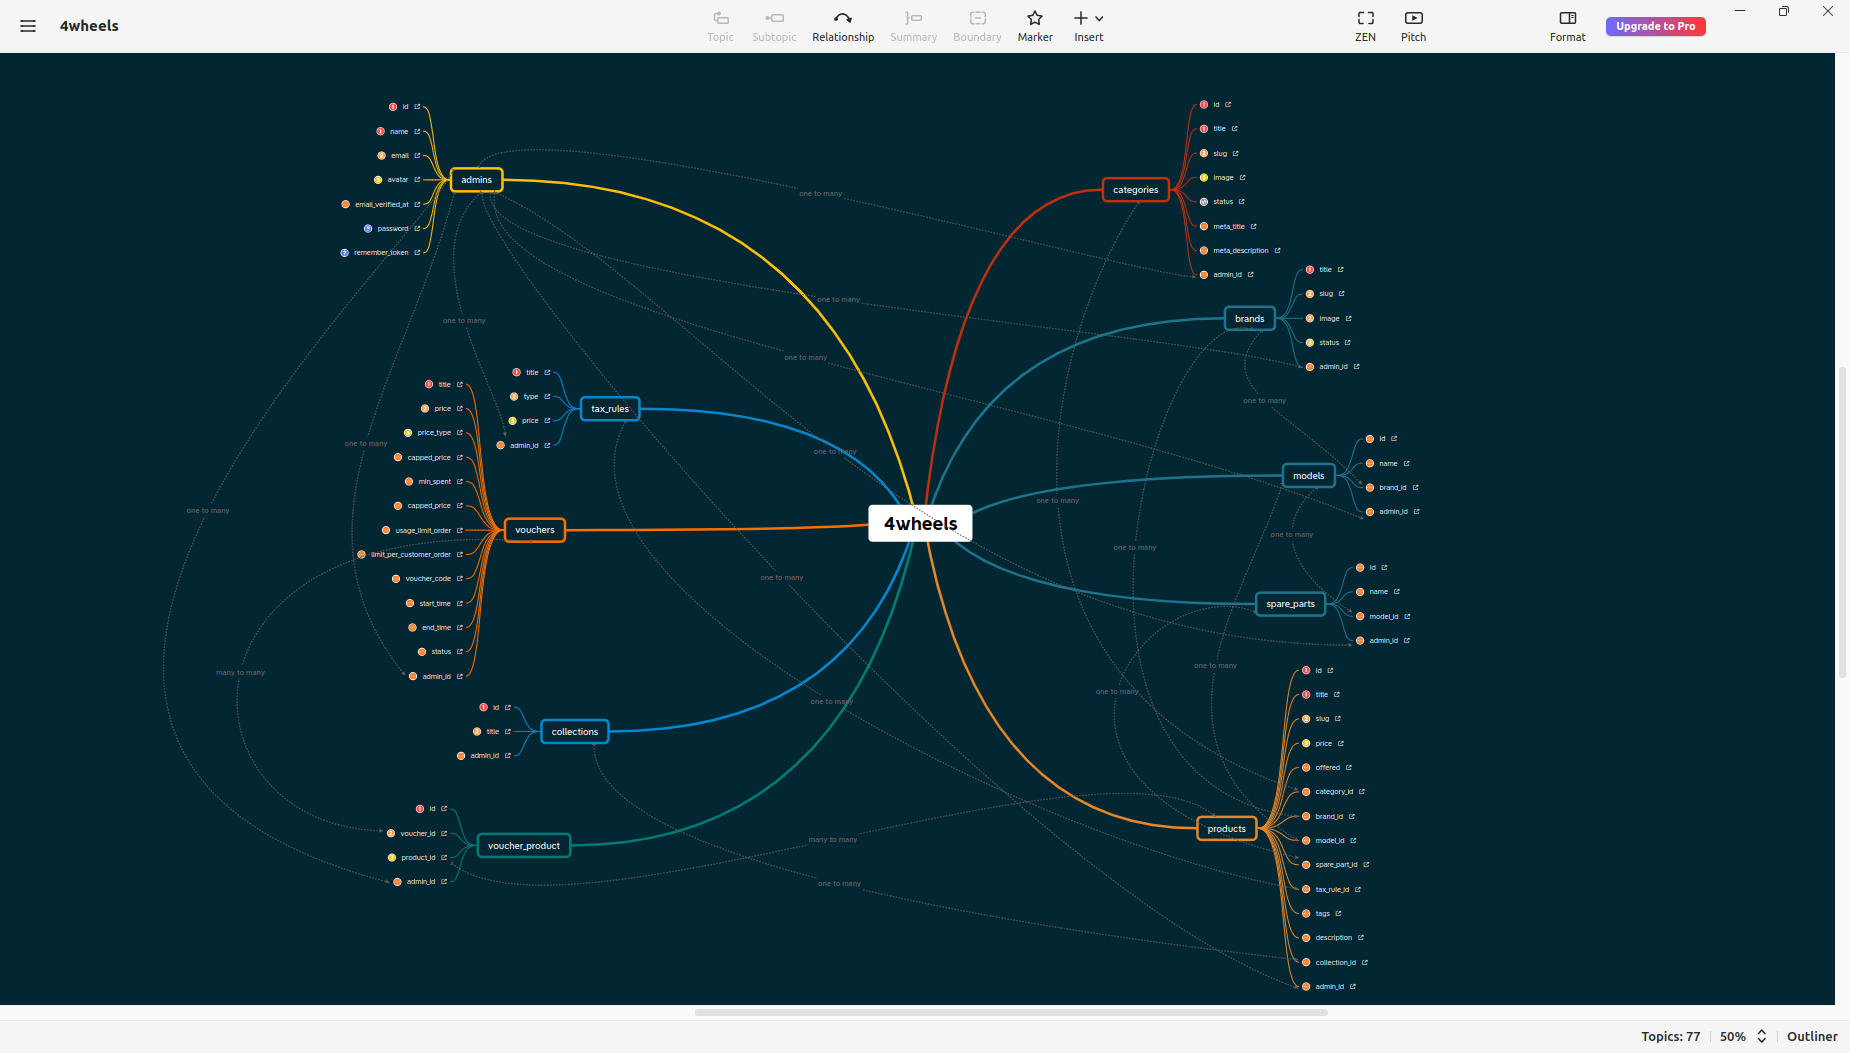 4wheels
Topic
Subtopic
Relationship
Summary
Boundary
Marker
Insert
ZEN
Pitch
Format
Upgrade to Pro
id
name
email
avatar
email_verified_at
password
remember_token
admins
one to many
one to many
one to many
one to many
one to many
one to many
one to many
one to many
title
type
price
admin_id
tax_rules
title
price
price_type
capped_price
min_spent
capped_price
usage_limit_order
limit_per_customer_order
voucher_code
start_time
end_time
status
admin_id
vouchers
many to many
id
title
admin_id
collections
id
voucher_id
product_id
admin_id
voucher_product
4wheels
one to many
one to many
many to many
one to many
categories
id
title
slug
image
status
meta_title
meta_description
admin_id
brands
title
slug
image
status
admin_id
one to many
models
id
name
brand_id
admin_id
one to many
one to many
one to many
spare_parts
id
name
model_id
admin_id
one to many
one to many
products
id
title
slug
price
offered
category_id
brand_id
model_id
spare_part_id
tax_rule_id
tags
description
collection_id
admin_id
Topics: 77
50%
Outliner